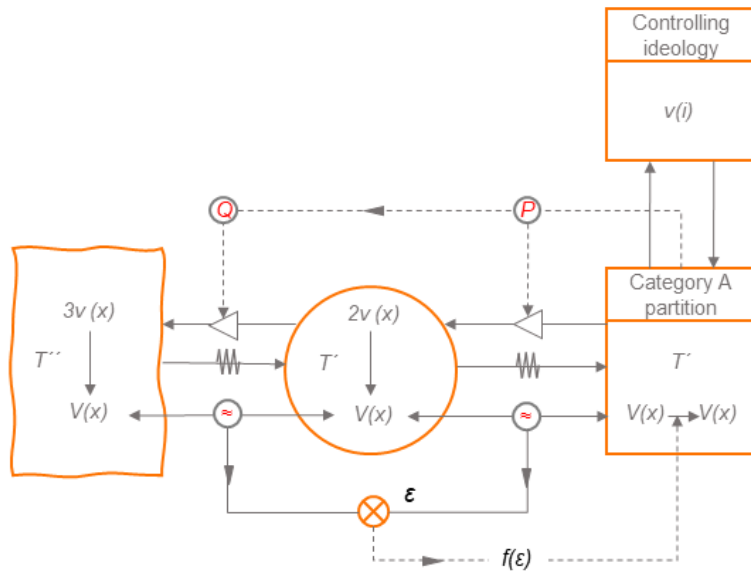 Controlling
ideology
v(i)
Q
P
Category A
partition
3v (x)
2v (x)
T´´
T´
T´
V(x)
≈
V(x)
≈
V(x)
V(x)
ε
f(ε)